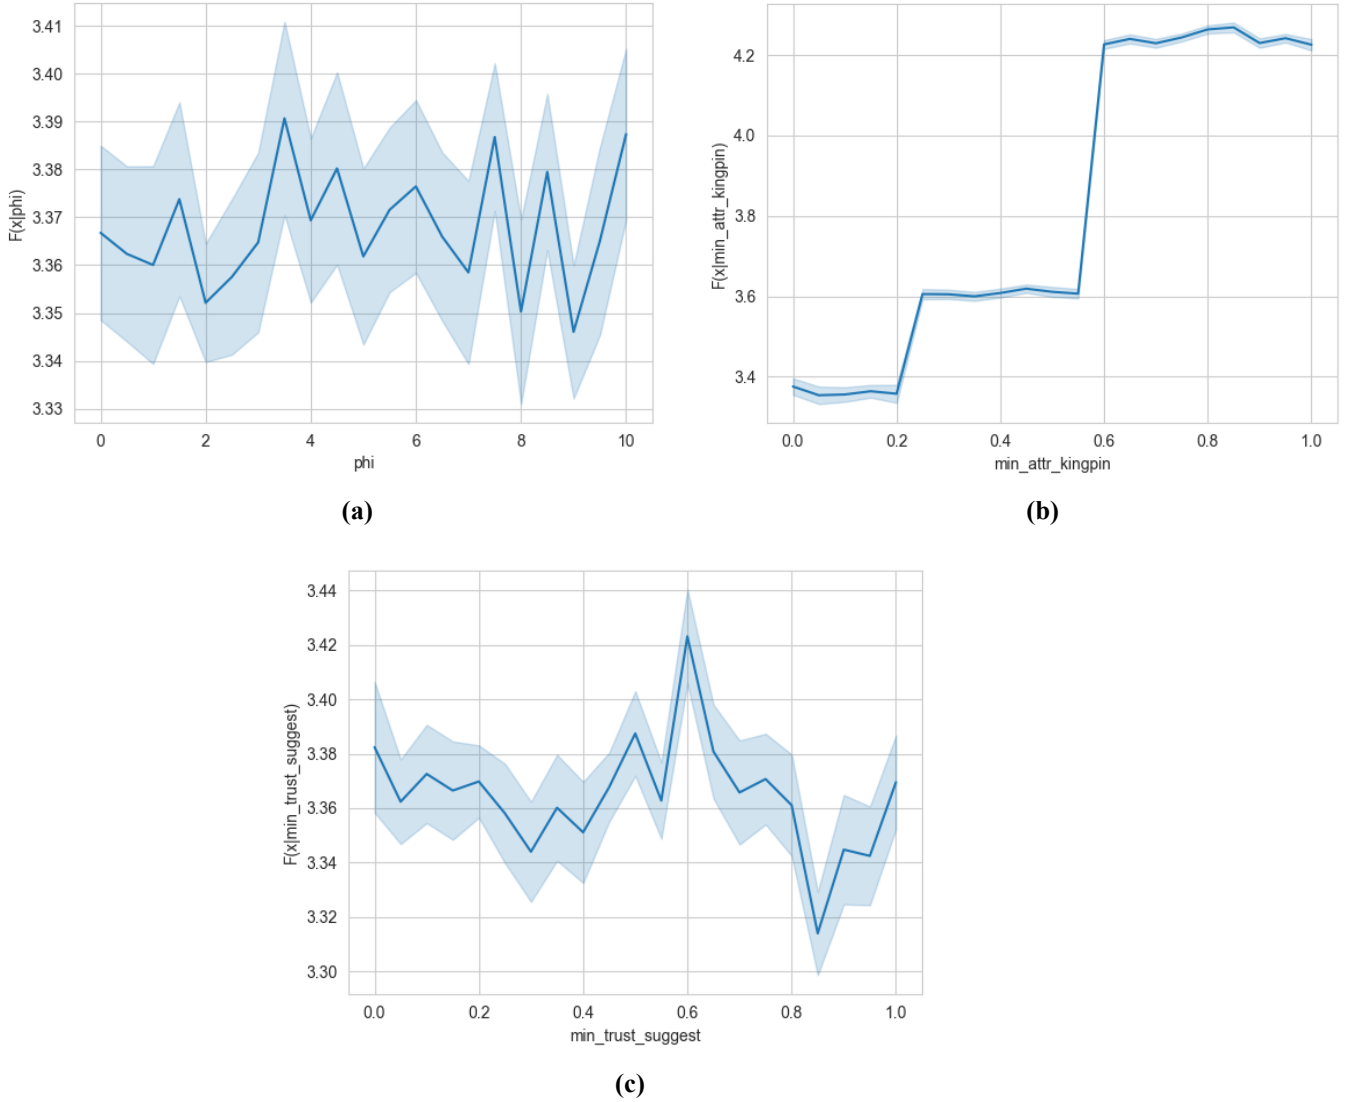 3.41
3.40
3.39
3.38
3.37
3.36
3.35
3.34
3.33
F(x|phi)
0 2 4 6 8 10
phi
(a)
4.2
4.0
3.8
3.6
3.4
F(x|min_attr_kingpin)
0.0 0.2 0.4 0.6 0.8 1.0
min_attr_kingpin
(b)
3.44
3.42
3.40
3.38
3.36
3.34
3.32
3.30
F(x|min_trust_suggest)
0.0 0.2 0.4 0.6 0.8 1.0
min_trust_suggest
(c)